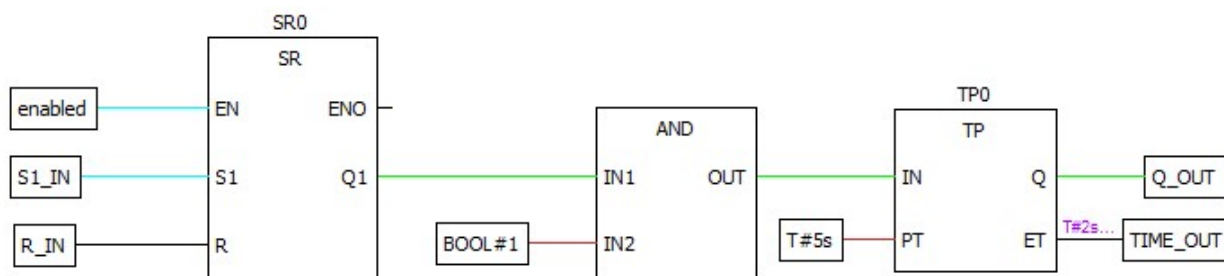 SR0
SR
enabled EN ENO
S1_IN S1 Q1
R_IN R
AND
IN1 OUT
BOOL#1 IN2
TP0
TP
IN Q Q_OUT
T#5s PT ET T#2s... TIME_OUT